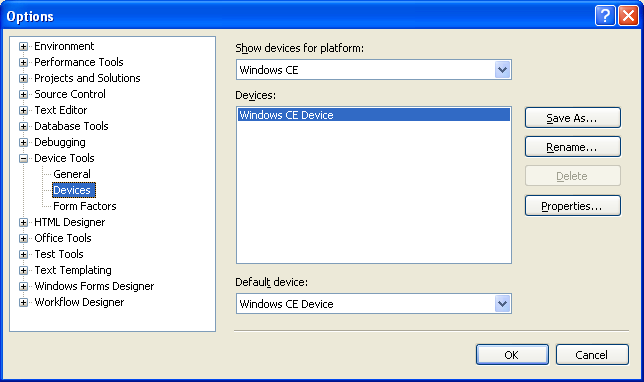 Options
Environment
Performance Tools
Projects and Solutions
Source Control
Text Editor
Database Tools
Debugging
Device Tools
General
Devices
Form Factors
HTML Designer
Office Tools
Test Tools
Text Templating
Windows Forms Designer
Workflow Designer
Show devices for platform:
Windows CE
Devices:
Windows CE Device
Save As...
Rename...
Delete
Properties...
Default device:
Windows CE Device
OK
Cancel